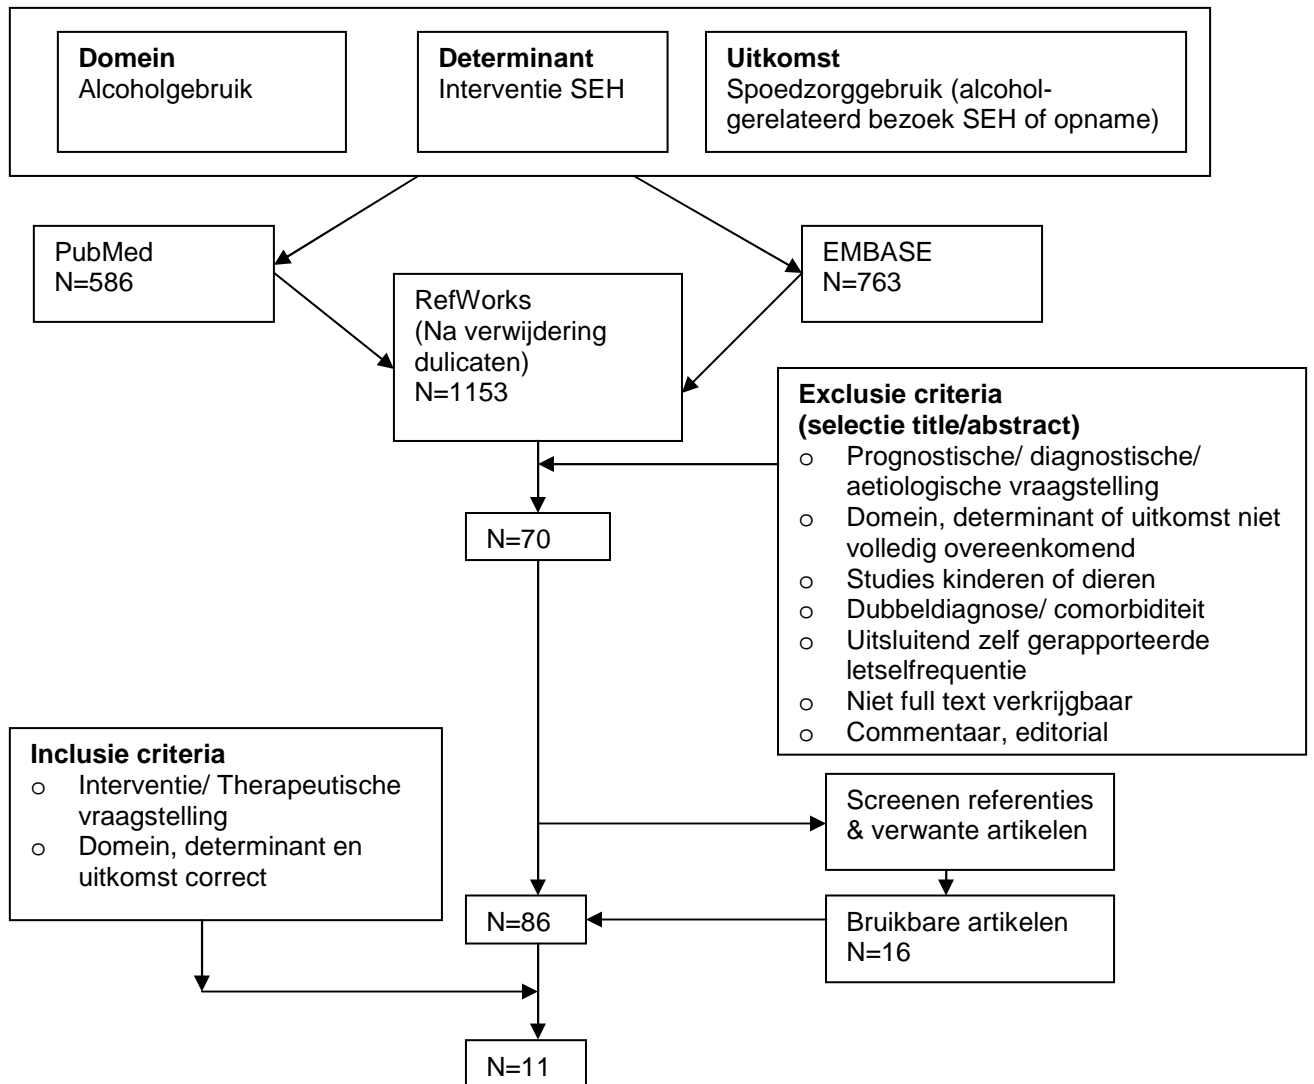 Domein
Alcoholgebruik
Determinant
Interventie SEH
Uitkomst
Spoedzorggebruik (alcohol-
gerelateerd bezoek SEH of opname)
PubMed
N=586
EMBASE
N=763
RefWorks
(Na verwijdering
dulicaten)
N=1153
Exclusie criteria
(selectie title/abstract)
o Prognostische/ diagnostische/
aetiologische vraagstelling
o Domein, determinant of uitkomst niet
volledig overeenkomend
o Studies kinderen of dieren
o Dubbeldiagnose/ comorbiditeit
o Uitsluitend zelf gerapporteerde
letselfrequentie
o Niet full text verkrijgbaar
o Commentaar, editorial
N=70
Inclusie criteria
o Interventie/ Therapeutische
vraagstelling
o Domein, determinant en
uitkomst correct
Screenen referenties
& verwante artikelen
N=86
Bruikbare artikelen
N=16
N=11